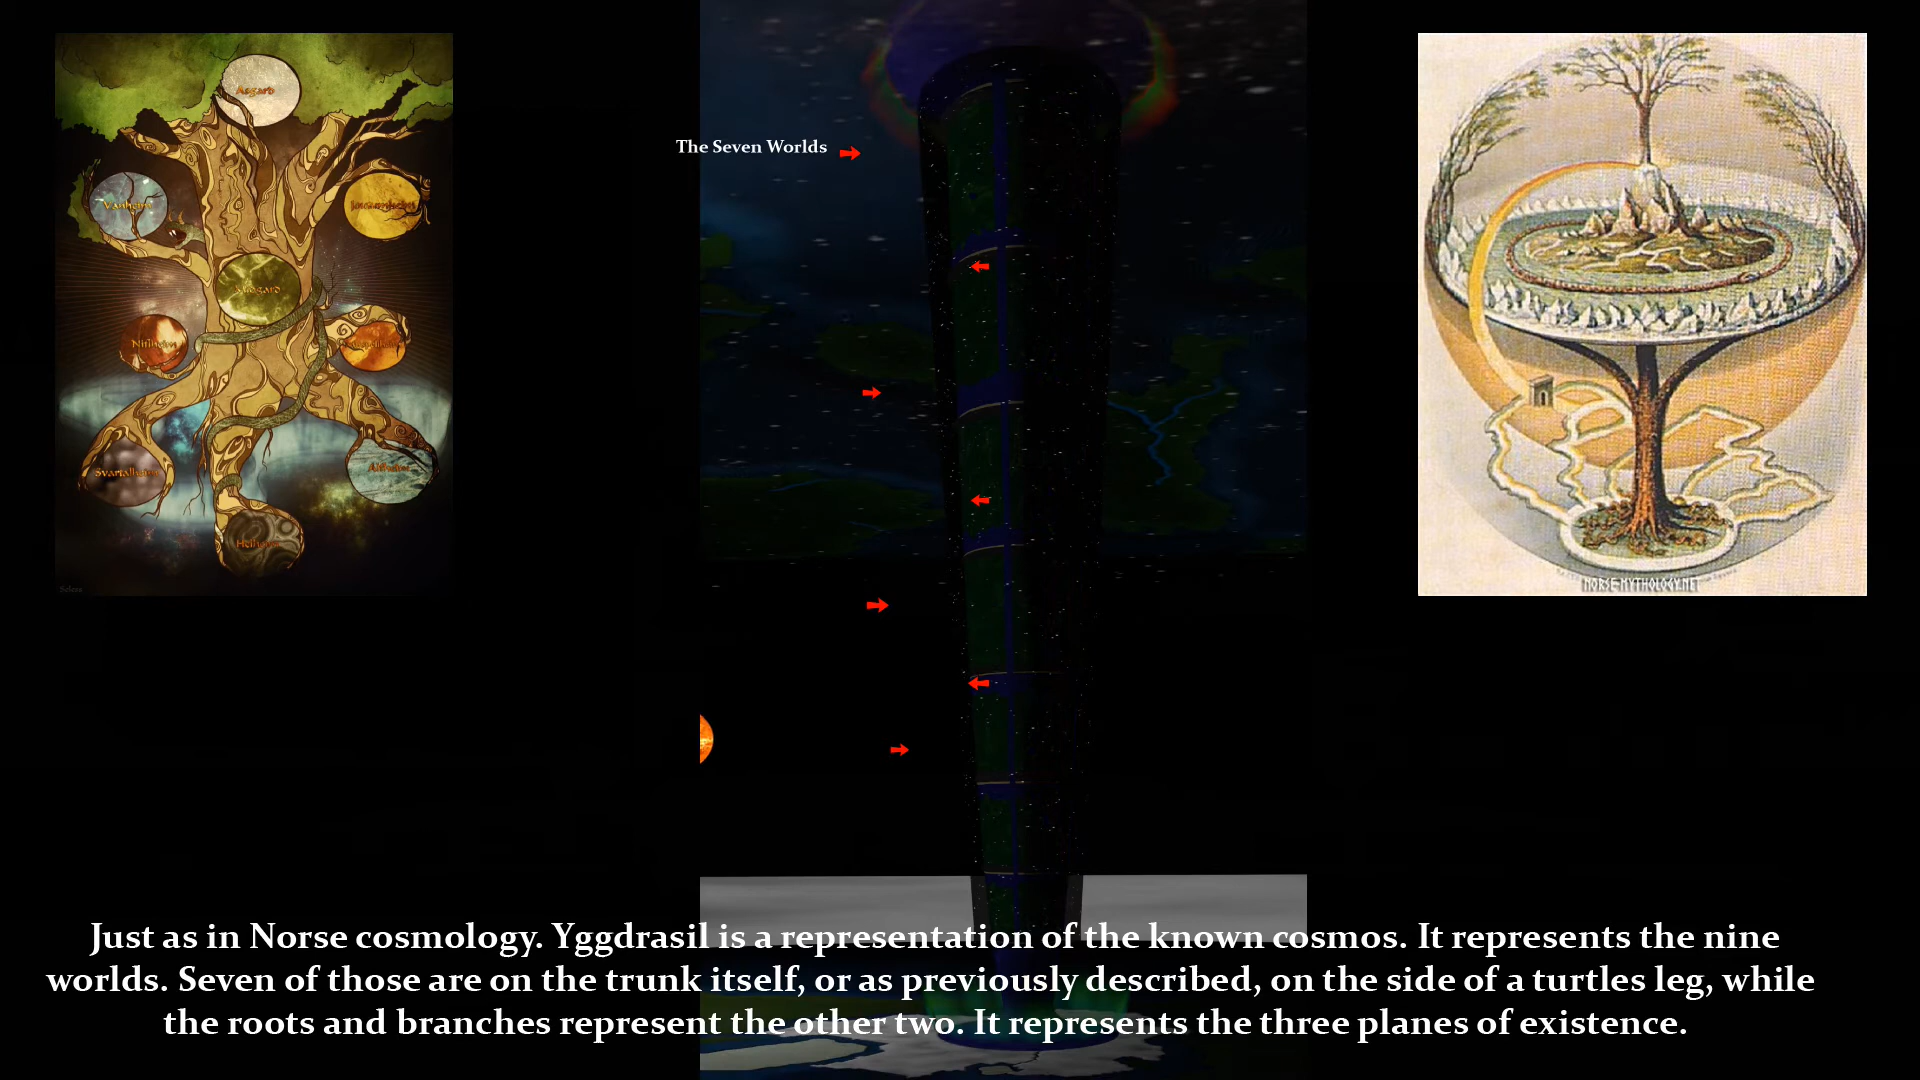 Asgard
The Seven Worlds
Vanheim
Midgard
Niflheim
Svartalheim
Alfheim
Helheim
NORSE-MYTHOLOGY.NET
Just as in Norse cosmology. Yggdrasil is a representation of the known cosmos. It represents the nine
worlds. Seven of those are on the trunk itself, or as previously described, on the side of a turtles leg, while
the roots and branches represent the other two. It represents the three planes of existence.